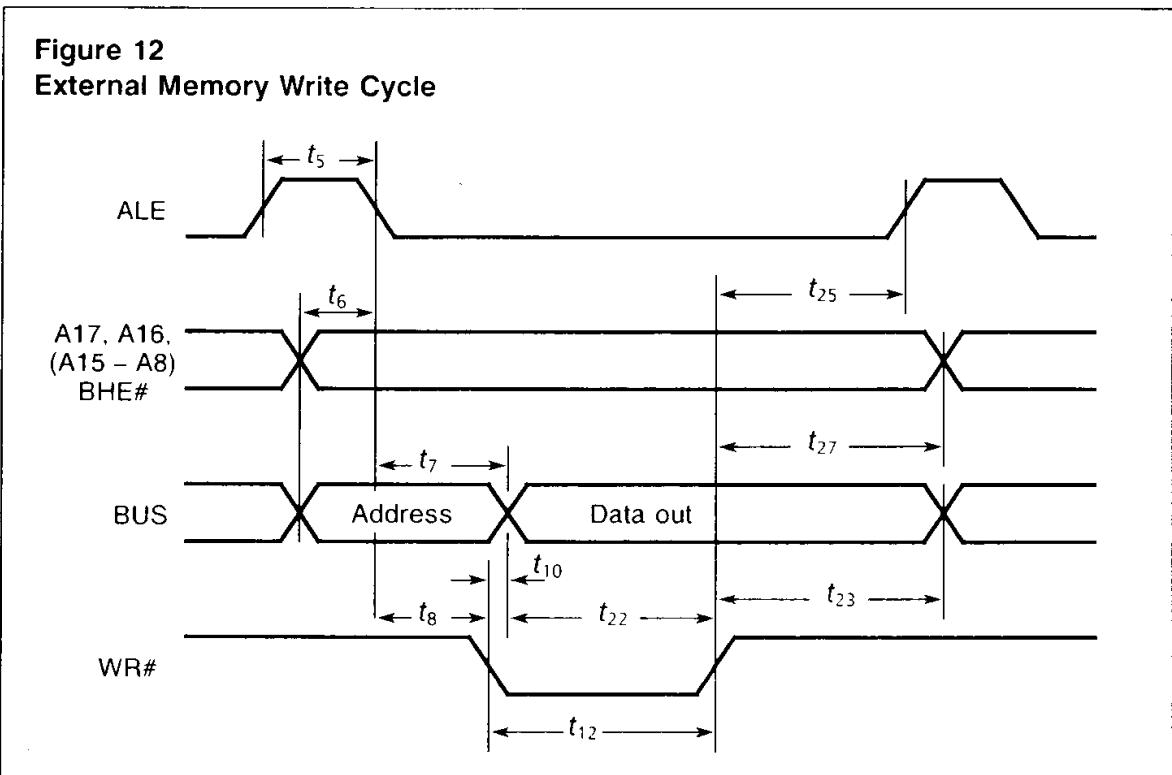 Figure 12
External Memory Write Cycle
t5
ALE
t25
t6
A17, A16,
(A15 – A8)
BHE#
t27
t7
BUS
Address
Data out
t10
t8
t22
t23
WR#
t12